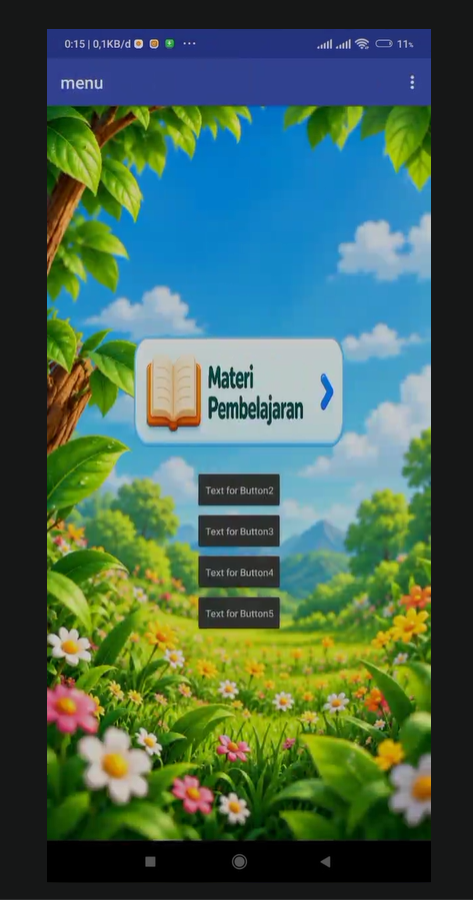 0:15 | 0,1KB/d
11%
menu
Materi
Pembelajaran
Text for Button2
Text for Button3
Text for Button4
Text for Button5